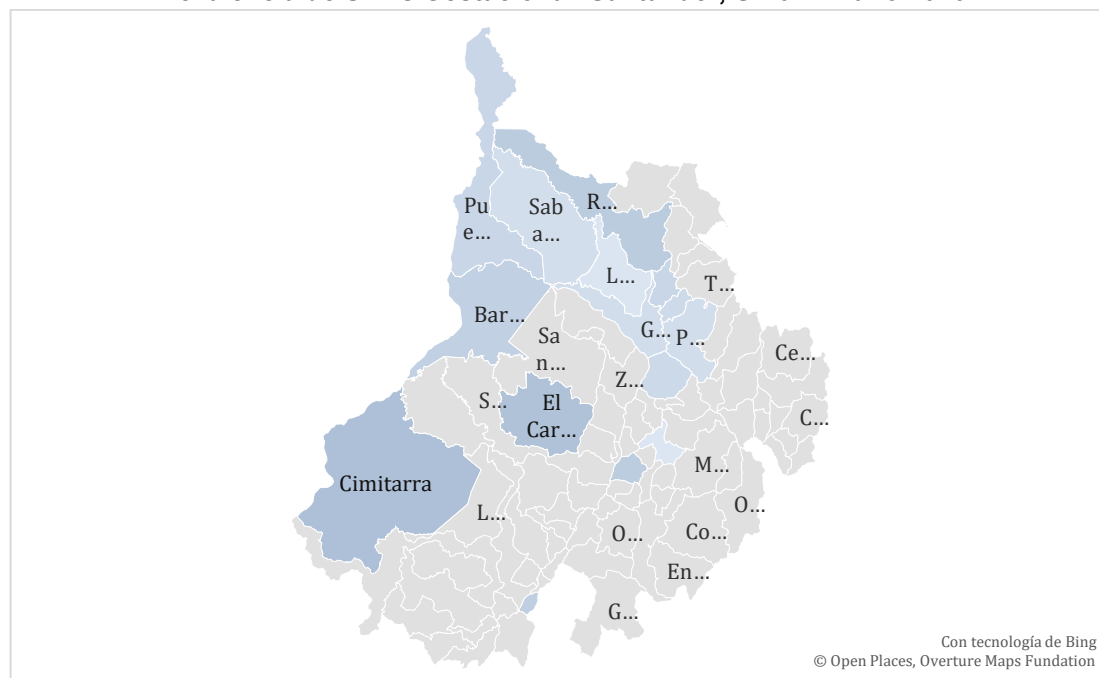 R...
Pu
e...
Sab
a...
L...
T...
Bar...
G...
P...
Sa
n...
Ce...
Z...
S...
El
Car...
C...
Cimitarra
M...
L...
O...
O...
Co...
En...
G...
Con tecnología de Bing
© Open Places, Overture Maps Fundation